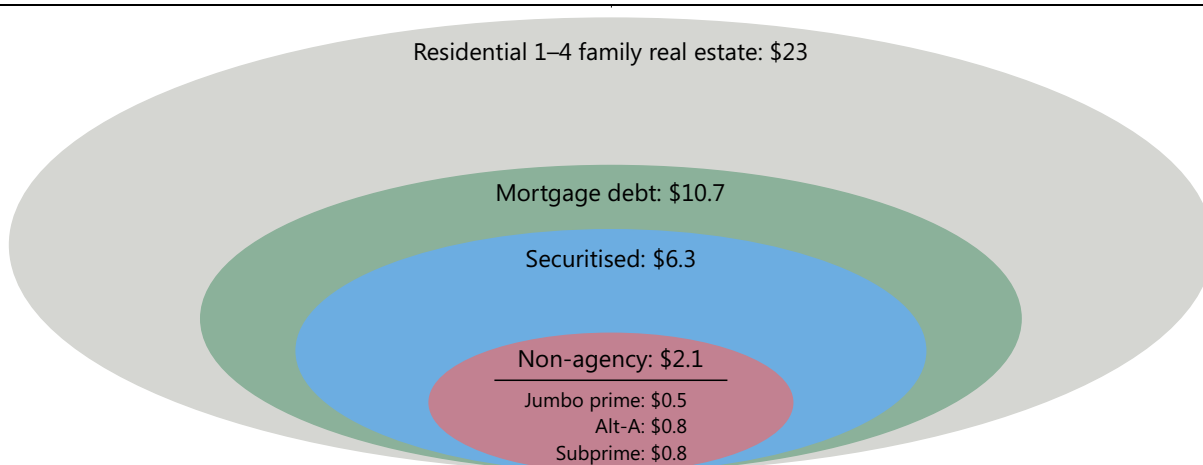 Residential 1–4 family real estate: $23
Mortgage debt: $10.7
Securitised: $6.3
Non-agency: $2.1
Jumbo prime: $0.5
Alt-A: $0.8
Subprime: $0.8